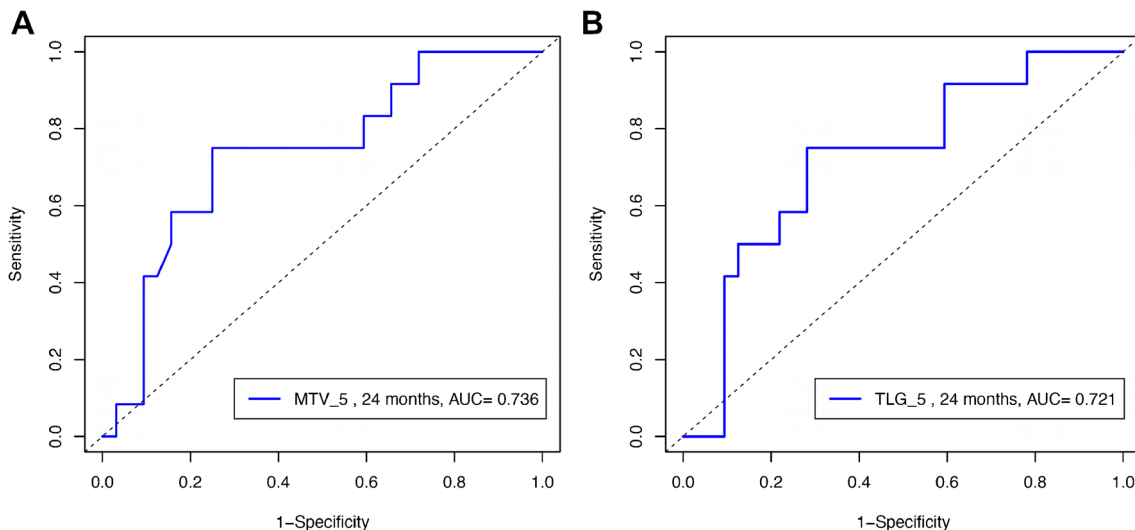 A
1.0
0.8
0.6
0.4
0.2
0.0
Sensitivity
MTV_5 , 24 months, AUC= 0.736
0.0 0.2 0.4 0.6 0.8 1.0
1−Specificity
B
1.0
0.8
0.6
0.4
0.2
0.0
Sensitivity
TLG_5 , 24 months, AUC= 0.721
0.0 0.2 0.4 0.6 0.8 1.0
1−Specificity